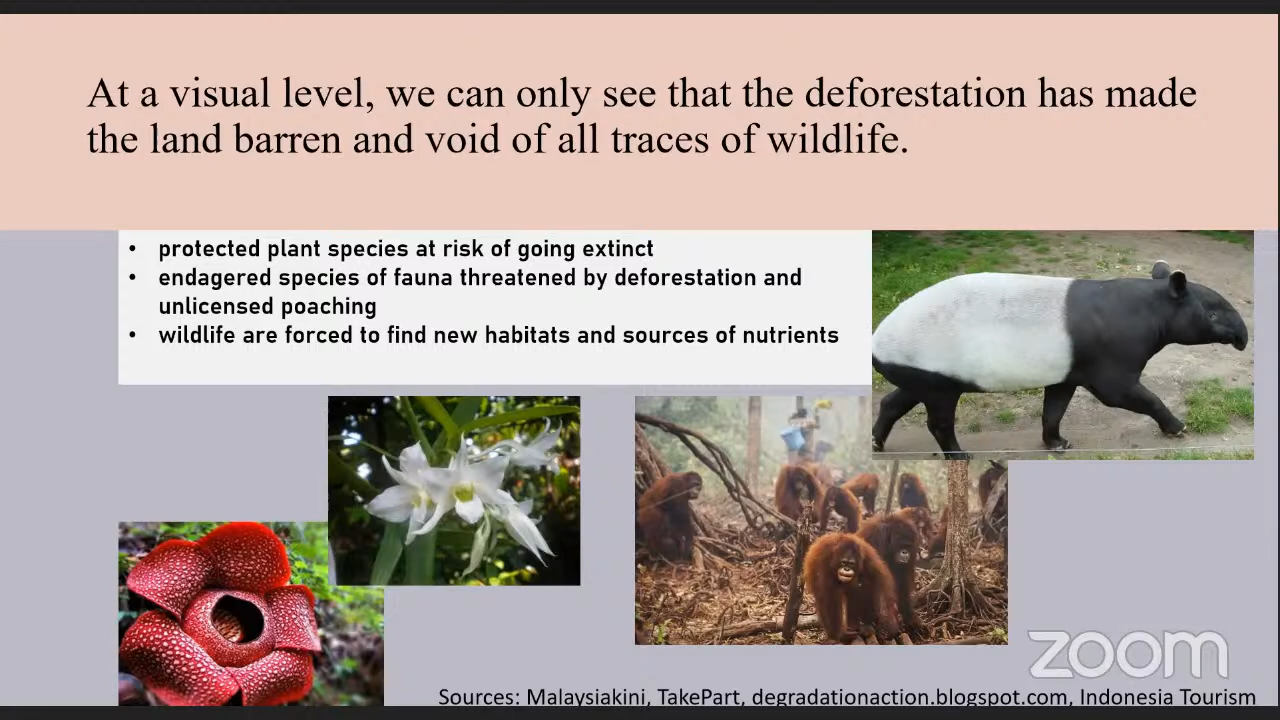 At a visual level, we can only see that the deforestation has made
the land barren and void of all traces of wildlife.
• protected plant species at risk of going extinct
• endagered species of fauna threatened by deforestation and
unlicensed poaching
• wildlife are forced to find new habitats and sources of nutrients
zoom
Sources: Malaysiakini, TakePart, degradationaction.blogspot.com, Indonesia Tourism